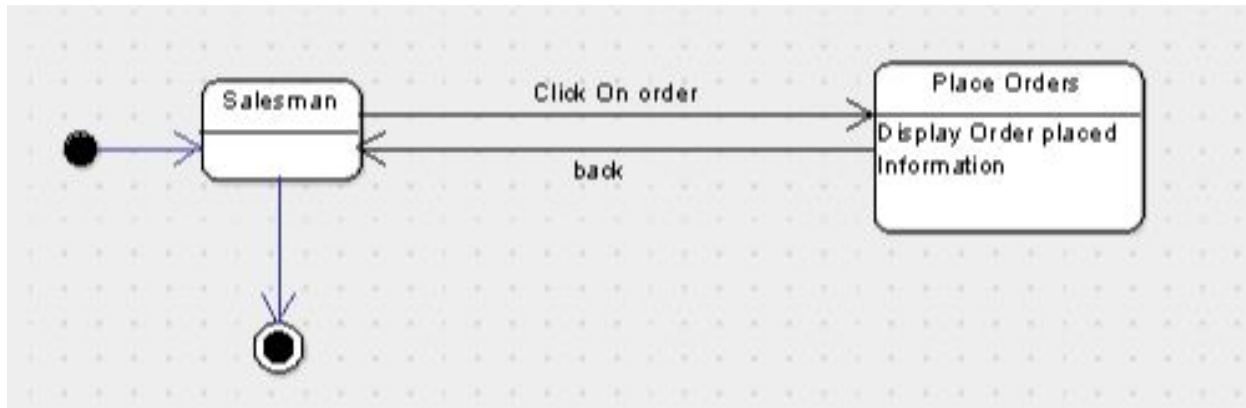 Salesman
Click On order
Place Orders
Display Order placed
Information
back